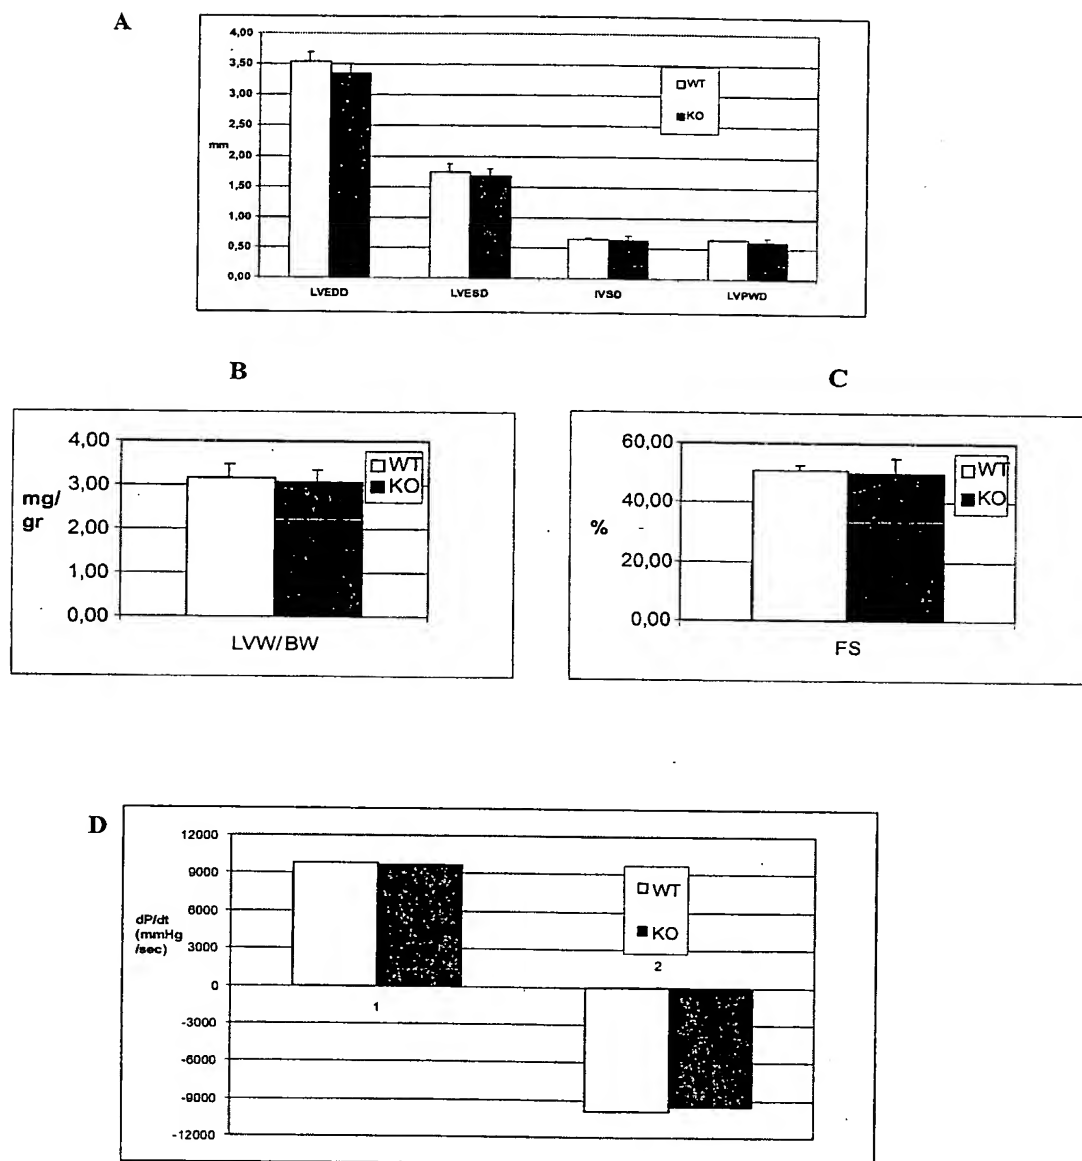 A
4,00
3,50
3,00
2,50
mm
2,00
1,50
1,00
0,50
0,00
WT
KO
LVEDD LVESD IVSD LVPWD
B
4,00
3,00
2,00
1,00
0,00
mg/
gr
WT
KO
LVW/BW
C
60,00
40,00
20,00
0,00
%
WT
KO
FS
D
12000
9000
6000
3000
0
-3000
-6000
-9000
-12000
dP/dt
(mmHg
/sec)
WT
KO
1
2